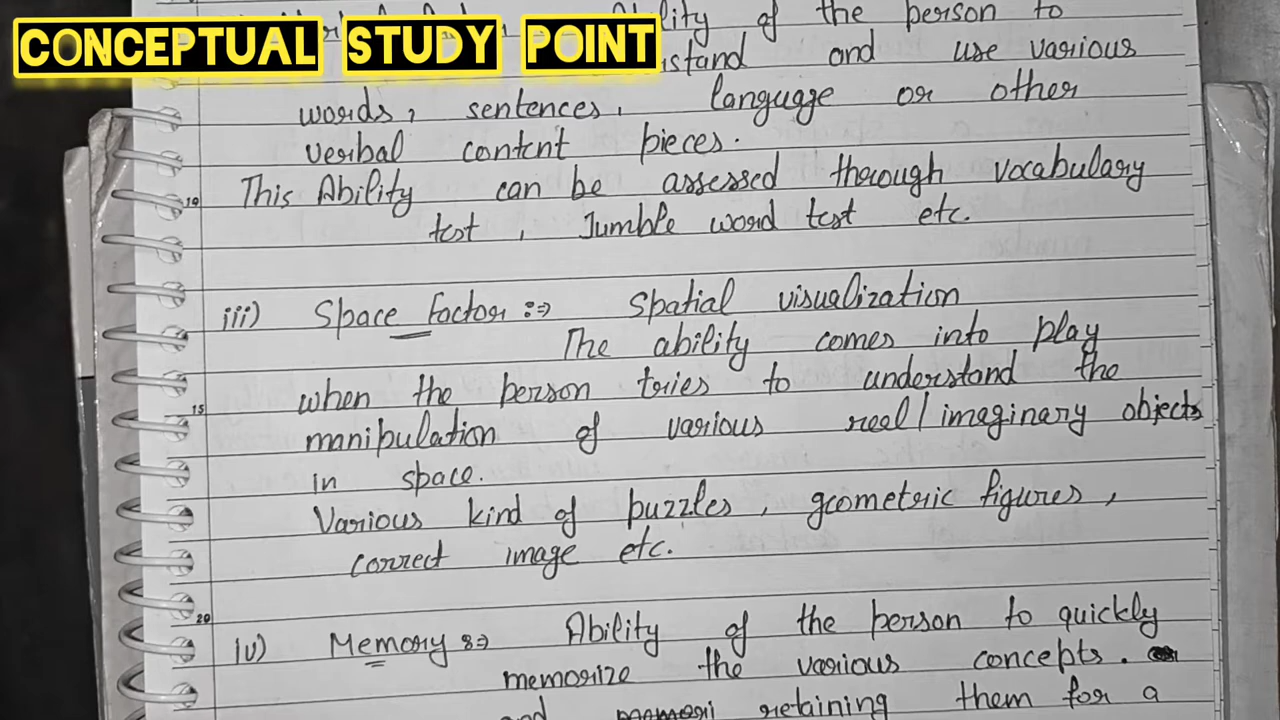 CONCEPTUAL STUDY POINT
Ability of the person to
and use various
words, sentences, language or other
verbal content pieces.
This Ability can be assessed through vocabulary
test, Jumble word test etc.
iii) Space Factor :=> Spatial visualization
The ability comes into play
when the person tries to understand the
manipulation of various real/imaginary objects
in space.
Various kind of puzzles, geometric figures,
correct image etc.
iv) Memory :=> Ability of the person to quickly
memorize the various concepts.
and retaining them for a